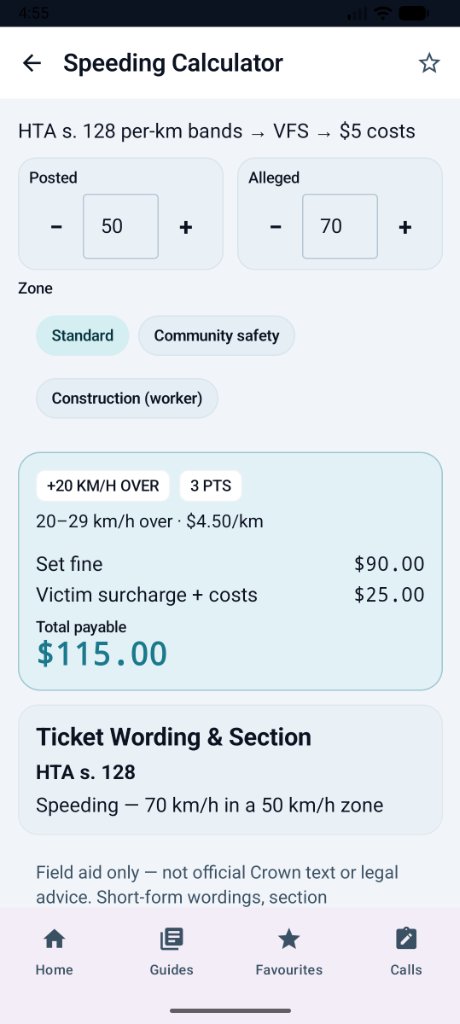 4:55
Speeding Calculator
HTA s. 128 per-km bands → VFS → $5 costs
Posted
Alleged
− 50 +
− 70 +
Zone
Standard
Community safety
Construction (worker)
+20 KM/H OVER
3 PTS
20–29 km/h over · $4.50/km
Set fine $90.00
Victim surcharge + costs $25.00
Total payable
$115.00
Ticket Wording & Section
HTA s. 128
Speeding — 70 km/h in a 50 km/h zone
Field aid only — not official Crown text or legal
advice. Short-form wordings, section
Home
Guides
Favourites
Calls